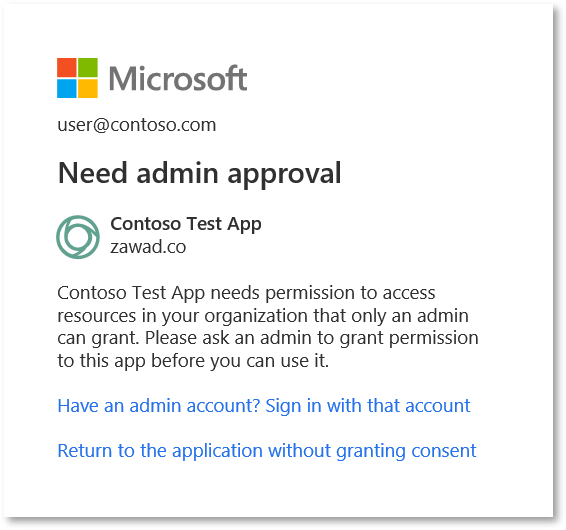 Microsoft
user@contoso.com
Need admin approval
Contoso Test App
zawad.co
Contoso Test App needs permission to access
resources in your organization that only an admin
can grant. Please ask an admin to grant permission
to this app before you can use it.
Have an admin account? Sign in with that account
Return to the application without granting consent